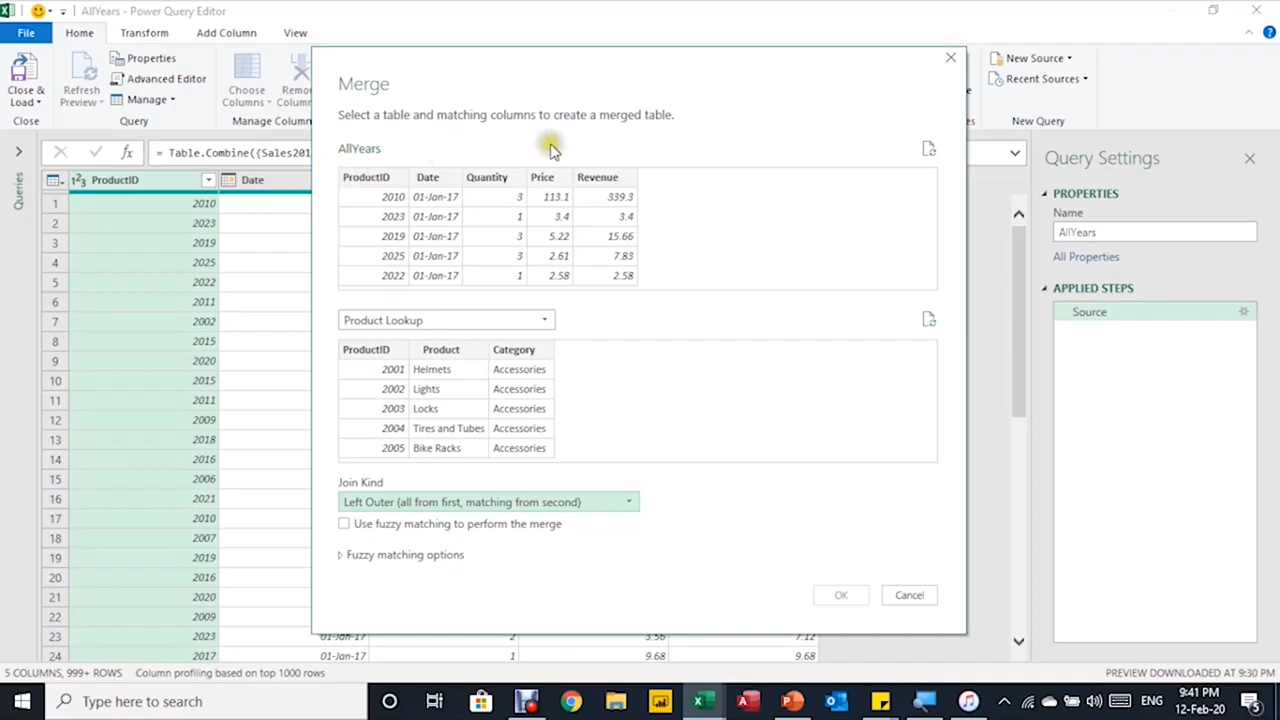 AllYears - Power Query Editor
File Home Transform Add Column View
Close & Load
Close
Refresh Preview
Properties
Advanced Editor
Manage
Query
Choose Columns
Manage Column
New Source
Recent Sources
New Query
= Table.Combine({Sales201
Queries
ProductID Date
1 2010
2 2023
3 2019
4 2025
5 2022
6 2011
7 2002
8 2015
9 2020
10 2015
11 2011
12 2009
13 2018
14 2016
15 2006
16 2021
17 2010
18 2007
19 2019
20 2016
21 2020
22 2009
23 2023 01-Jan-17 2 3.56 7.12
24 2017 01-Jan-17 1 9.68 9.68
Merge
Select a table and matching columns to create a merged table.
AllYears
ProductID Date Quantity Price Revenue
2010 01-Jan-17 3 113.1 339.3
2023 01-Jan-17 1 3.4 3.4
2019 01-Jan-17 3 5.22 15.66
2025 01-Jan-17 3 2.61 7.83
2022 01-Jan-17 1 2.58 2.58
Product Lookup
ProductID Product Category
2001 Helmets Accessories
2002 Lights Accessories
2003 Locks Accessories
2004 Tires and Tubes Accessories
2005 Bike Racks Accessories
Join Kind
Left Outer (all from first, matching from second)
Use fuzzy matching to perform the merge
Fuzzy matching options
OK Cancel
Query Settings
PROPERTIES
Name
AllYears
All Properties
APPLIED STEPS
Source
5 COLUMNS, 999+ ROWS Column profiling based on top 1000 rows PREVIEW DOWNLOADED AT 9:30 PM
Type here to search
ENG
9:41 PM
12-Feb-20
5